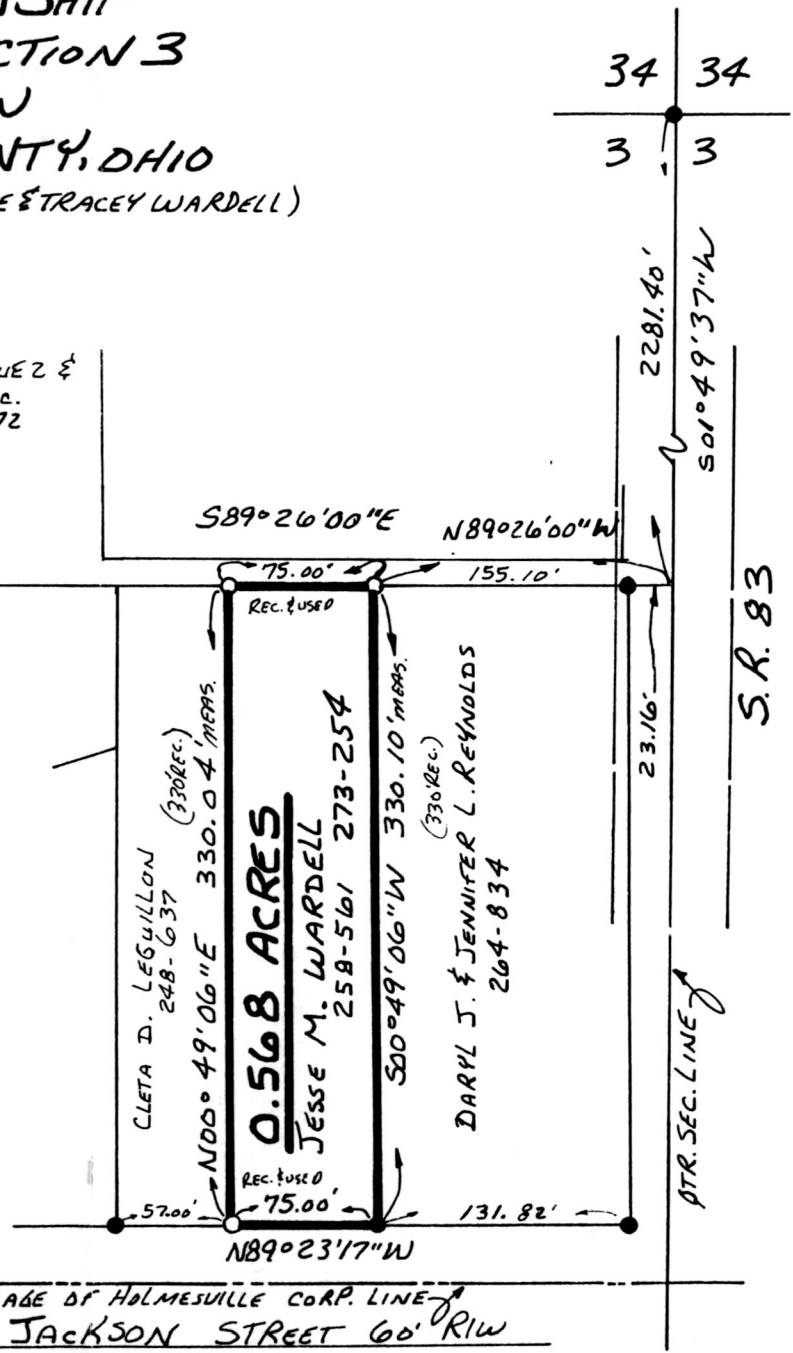 CTION 3
NTY, OHIO
E & TRACEY WARDELL)
34 34
3 3
2281.40'
S01°49'37"W
UEZ &
C.
72
S89°26'00"E
N89°26'00"W
75.00'
155.10'
REC. & USED
S.R. 83
23.16'
CLETA D. LEGUILLON
248-637
N00°49'06"E 330.04' MEAS.
(330' REC.)
0.568 ACRES
JESSE M. WARDELL
258-561 273-254
S00°49'06"W 330.10' MEAS.
(330' REC.)
DARYL J. & JENNIFER L. REYNOLDS
264-834
QTR. SEC. LINE
REC. & USED
57.00'
75.00'
131.82'
N89°23'17"W
AGE OF HOLMESVILLE CORP. LINE
JACKSON STREET 60' R/W